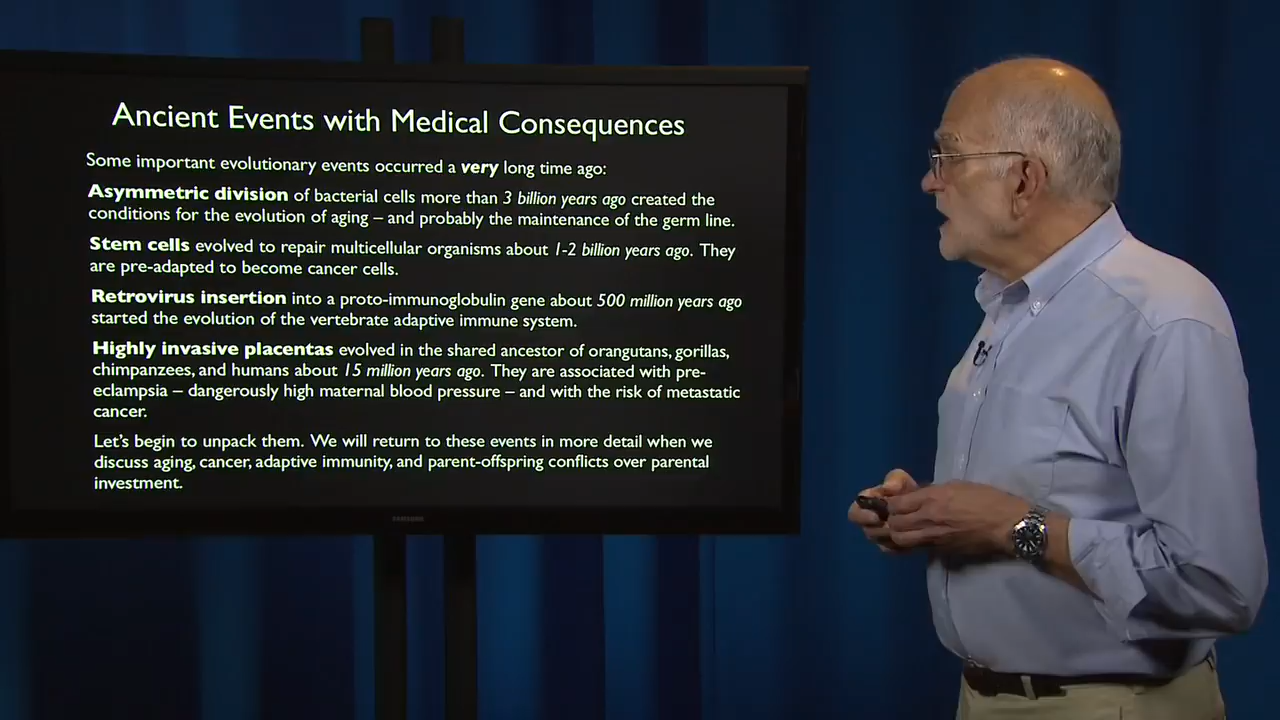 Ancient Events with Medical Consequences
Some important evolutionary events occurred a very long time ago:
Asymmetric division of bacterial cells more than 3 billion years ago created the
conditions for the evolution of aging – and probably the maintenance of the germ line.
Stem cells evolved to repair multicellular organisms about 1-2 billion years ago. They
are pre-adapted to become cancer cells.
Retrovirus insertion into a proto-immunoglobulin gene about 500 million years ago
started the evolution of the vertebrate adaptive immune system.
Highly invasive placentas evolved in the shared ancestor of orangutans, gorillas,
chimpanzees, and humans about 15 million years ago. They are associated with pre-
eclampsia – dangerously high maternal blood pressure – and with the risk of metastatic
cancer.
Let's begin to unpack them. We will return to these events in more detail when we
discuss aging, cancer, adaptive immunity, and parent-offspring conflicts over parental
investment.
SAMSUNG